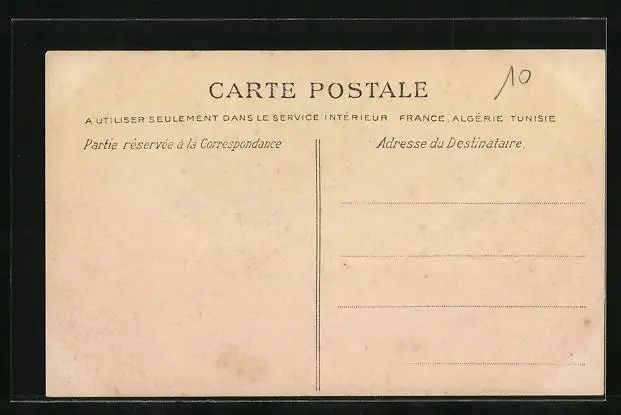 CARTE POSTALE
10
A UTILISER SEULEMENT DANS LE SERVICE INTÉRIEUR FRANCE, ALGÉRIE TUNISIE
Partie réservée à la Correspondance
Adresse du Destinataire.